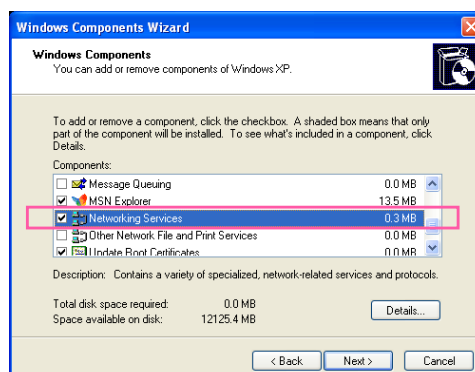 Windows Components Wizard
Windows Components
You can add or remove components of Windows XP.
To add or remove a component, click the checkbox. A shaded box means that only
part of the component will be installed. To see what's included in a component, click
Details.
Components:
Message Queuing 0.0 MB
MSN Explorer 13.5 MB
Networking Services 0.3 MB
Other Network File and Print Services 0.0 MB
Update Root Certificates 0.0 MB
Description: Contains a variety of specialized, network-related services and protocols.
Total disk space required: 0.0 MB
Space available on disk: 12125.4 MB
Details...
< Back Next > Cancel